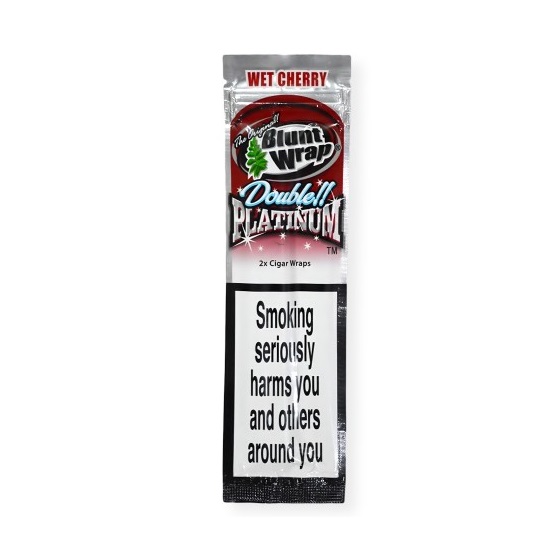 WET CHERRY
The Original!!
Blunt
Wrap®
Double!!
PLATINUM
TM
2x Cigar Wraps
Smoking
seriously
harms you
and others
around you